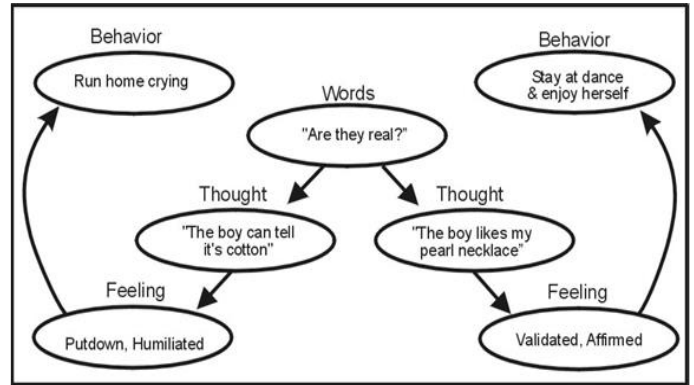 Behavior
Run home crying
Behavior
Stay at dance
& enjoy herself
Words
"Are they real?"
Thought
"The boy can tell
it's cotton"
Thought
"The boy likes my
pearl necklace"
Feeling
Putdown, Humiliated
Feeling
Validated, Affirmed